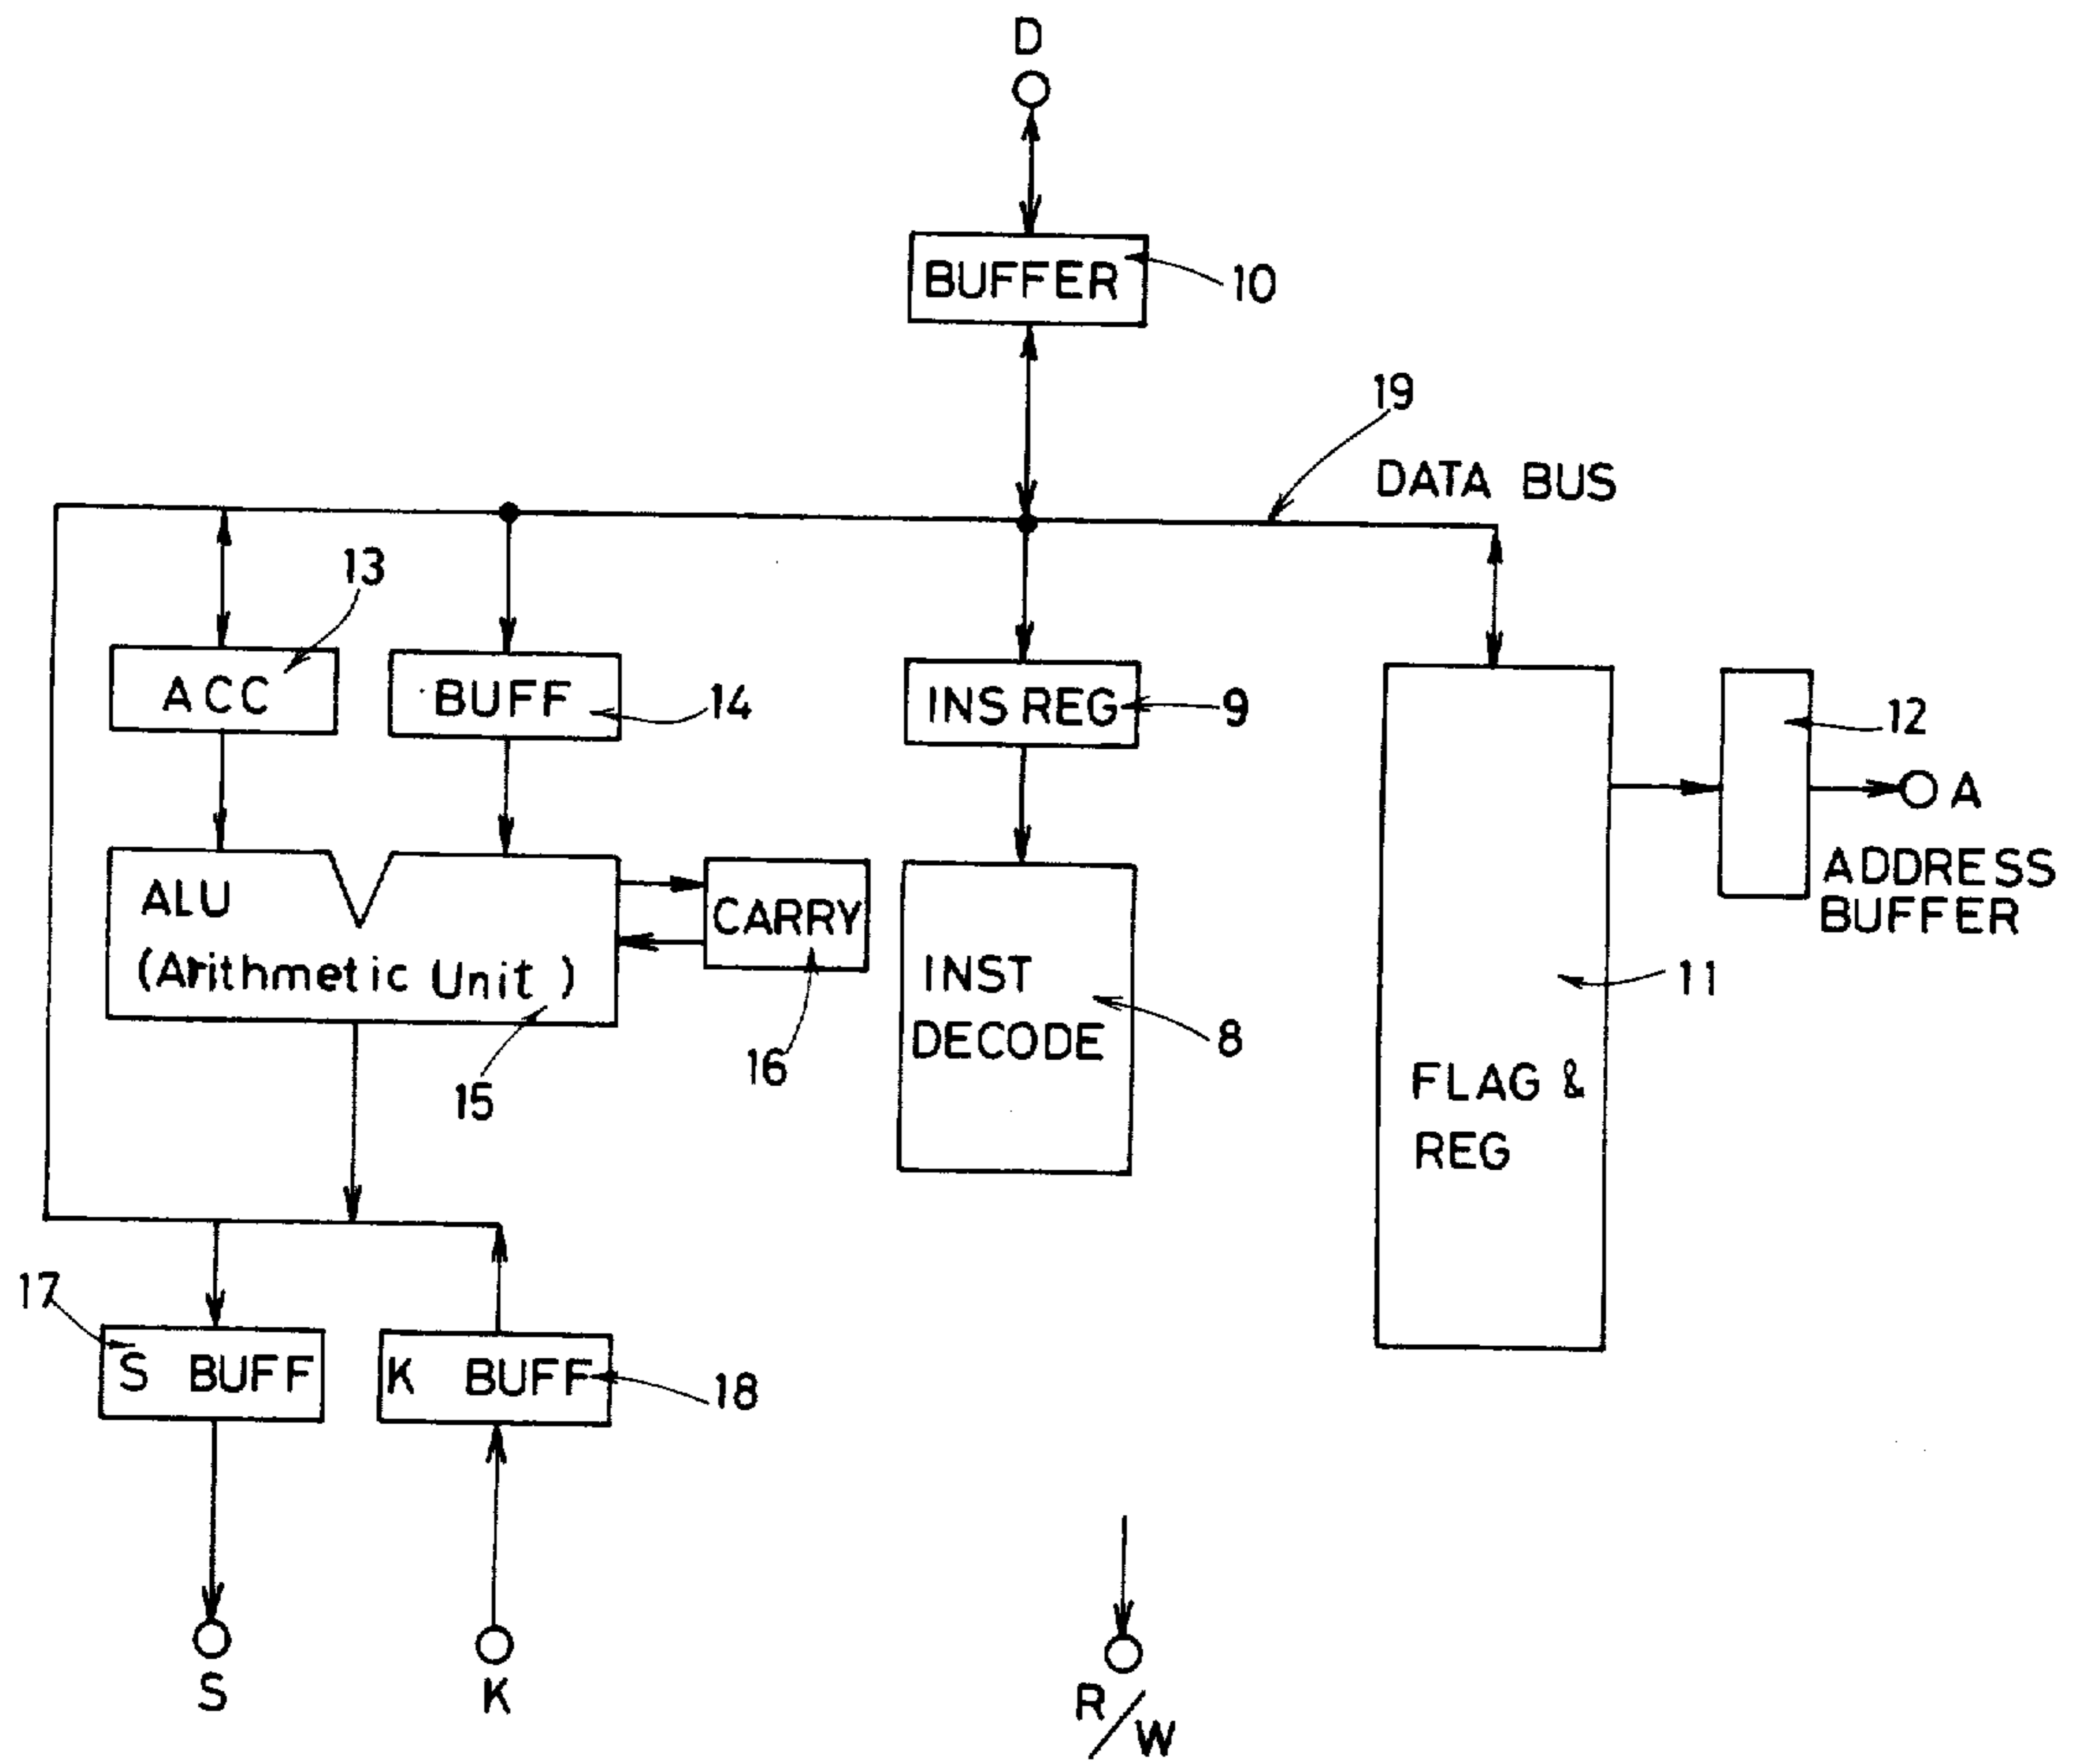 D
BUFFER
10
19
DATA BUS
13
ACC
BUFF
14
INS REG
9
12
A
ADDRESS
BUFFER
ALU
(Arithmetic Unit)
CARRY
16
15
INST
DECODE
8
11
FLAG &
REG
17
S BUFF
K BUFF
18
S
K
R/W